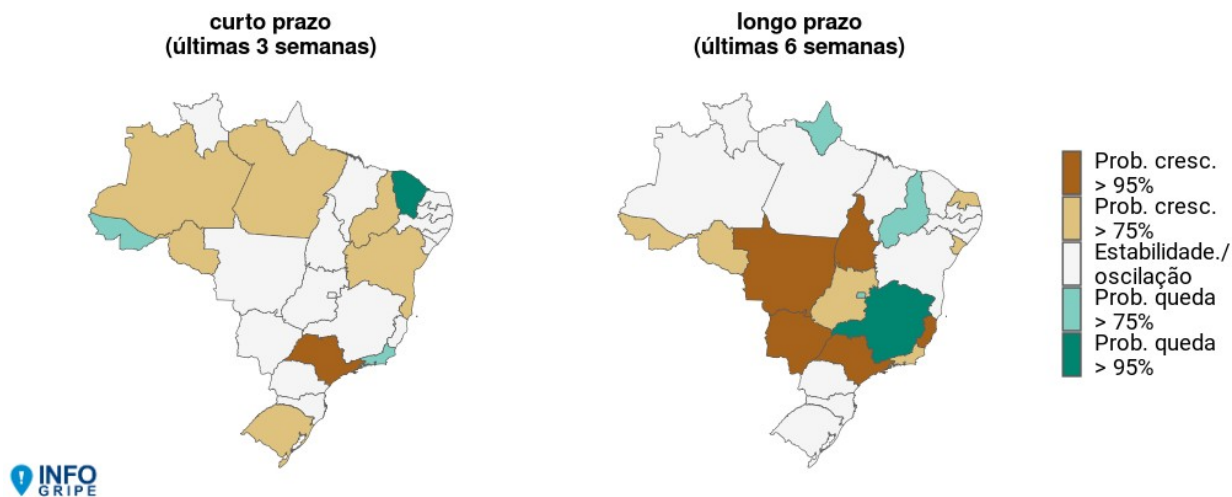 curto prazo
(últimas 3 semanas)
longo prazo
(últimas 6 semanas)
Prob. cresc.
> 95%
Prob. cresc.
> 75%
Estabilidade./
oscilação
Prob. queda
> 75%
Prob. queda
> 95%
INFO
GRIPE